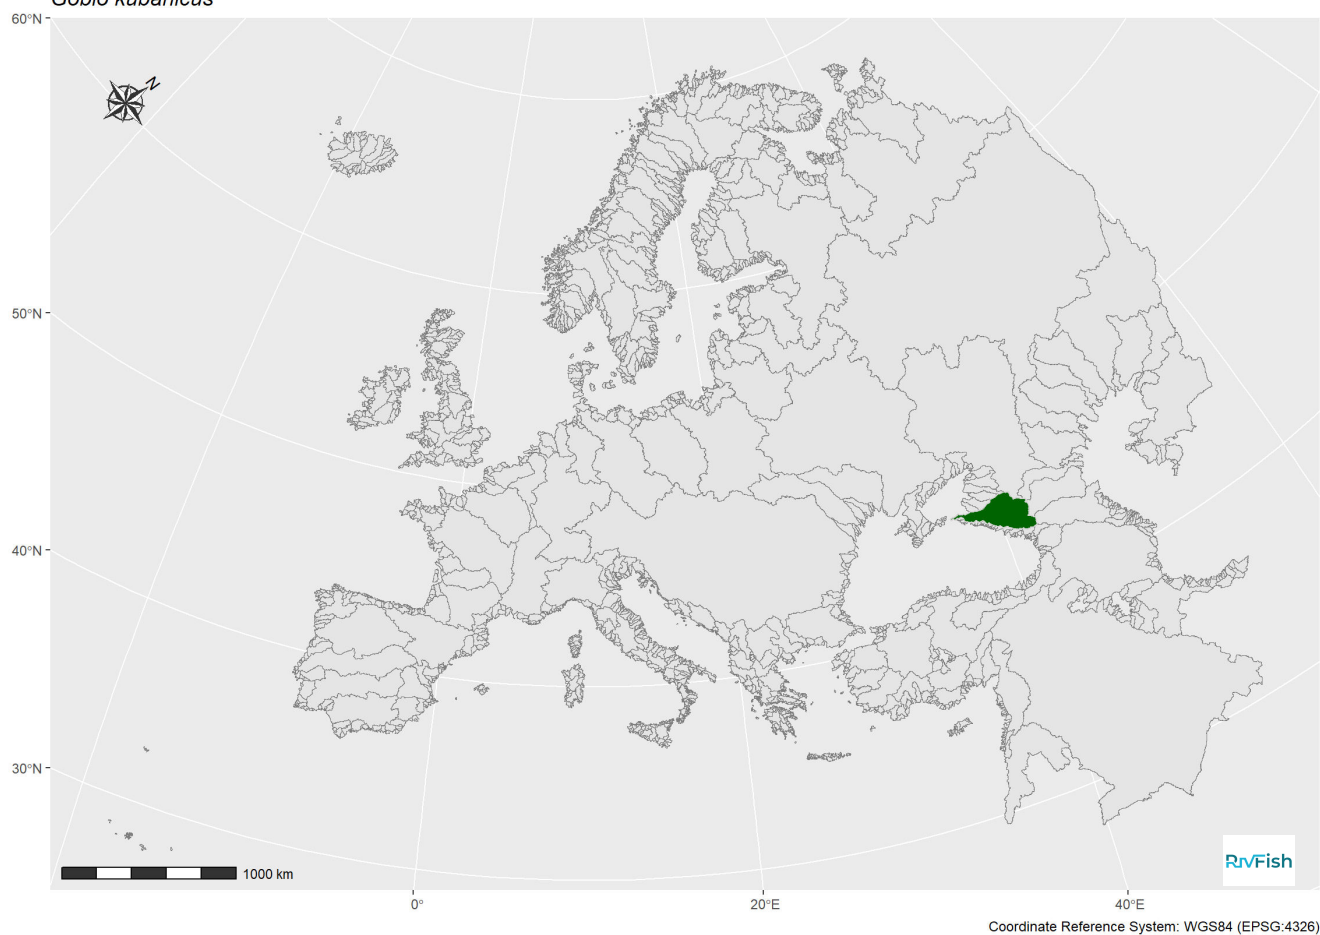 Gobio kubanicus
60°N
N
50°N
40°N
30°N
1000 km
RivFish
0°
20°E
40°E
Coordinate Reference System: WGS84 (EPSG:4326)